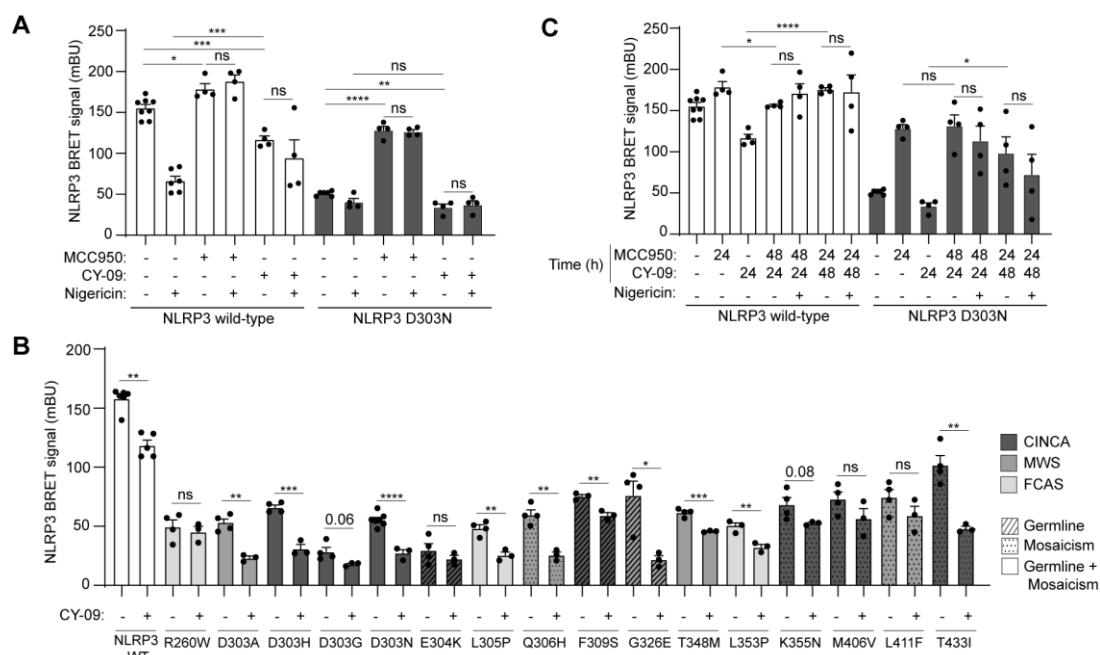 A
NLRP3 BRET signal (mBU)
250
200
150
100
50
0
*** 
***
* ns
ns
ns
**
**** ns
ns
MCC950: - - + + - - - - + + - -
CY-09: - - - - + + - - - - + +
Nigericin: - + - + - + - + - + - +
NLRP3 wild-type NLRP3 D303N
C
NLRP3 BRET signal (mBU)
250
200
150
100
50
0
****
* ns
ns
*
ns
ns ns
Time (h)
MCC950: - 24 - 48 48 24 24 - 24 - 48 48 24 24
CY-09: - - 24 24 24 48 48 - - 24 24 24 48 48
Nigericin: - - - - + - + - - - - + - +
NLRP3 wild-type NLRP3 D303N
B
NLRP3 BRET signal (mBU)
200
150
100
50
0
** ns ** *** 0.06 **** ns ** ** ** * *** ** 0.08 ns ns **
CINCA
MWS
FCAS
Germline
Mosaicism
Germline +
Mosaicism
CY-09: - + - + - + - + - + - + - + - + - + - + - + - + - + - + - + - + - +
NLRP3 R260W D303A D303H D303G D303N E304K L305P Q306H F309S G326E T348M L353P K355N M406V L411F T433I
WT